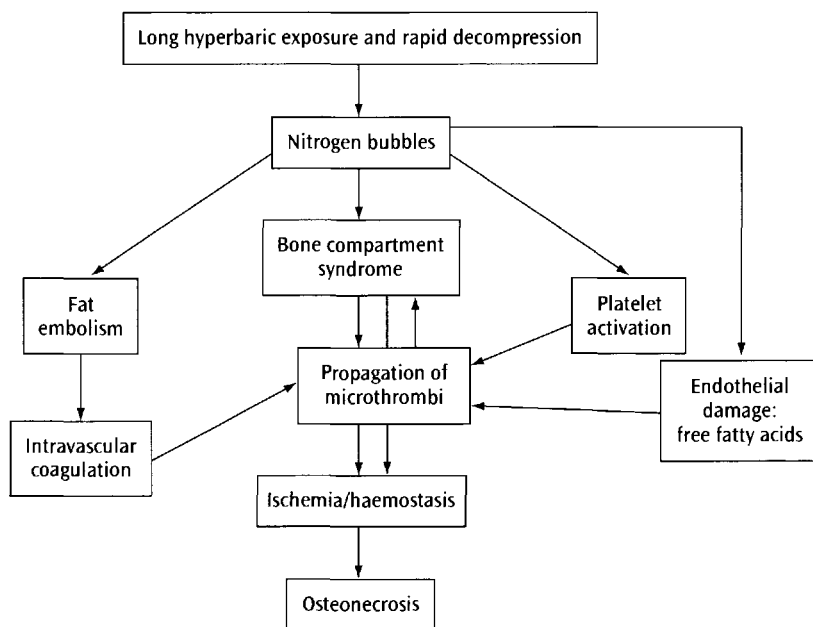 Long hyperbaric exposure and rapid decompression
Nitrogen bubbles
Bone compartment
syndrome
Fat
embolism
Platelet
activation
Propagation of
microthrombi
Endothelial
damage:
free fatty acids
Intravascular
coagulation
Ischemia/haemostasis
Osteonecrosis